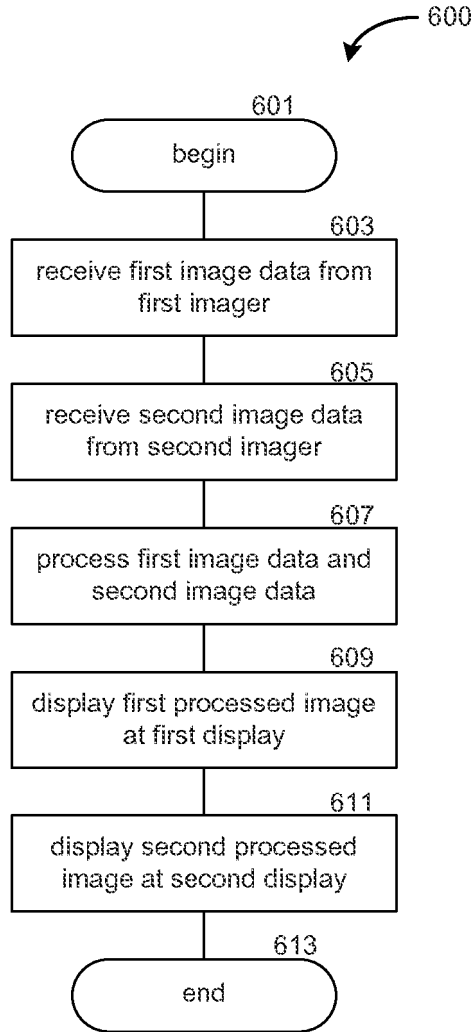 600
601
begin
603
receive first image data from
first imager
605
receive second image data
from second imager
607
process first image data and
second image data
609
display first processed image
at first display
611
display second processed
image at second display
613
end